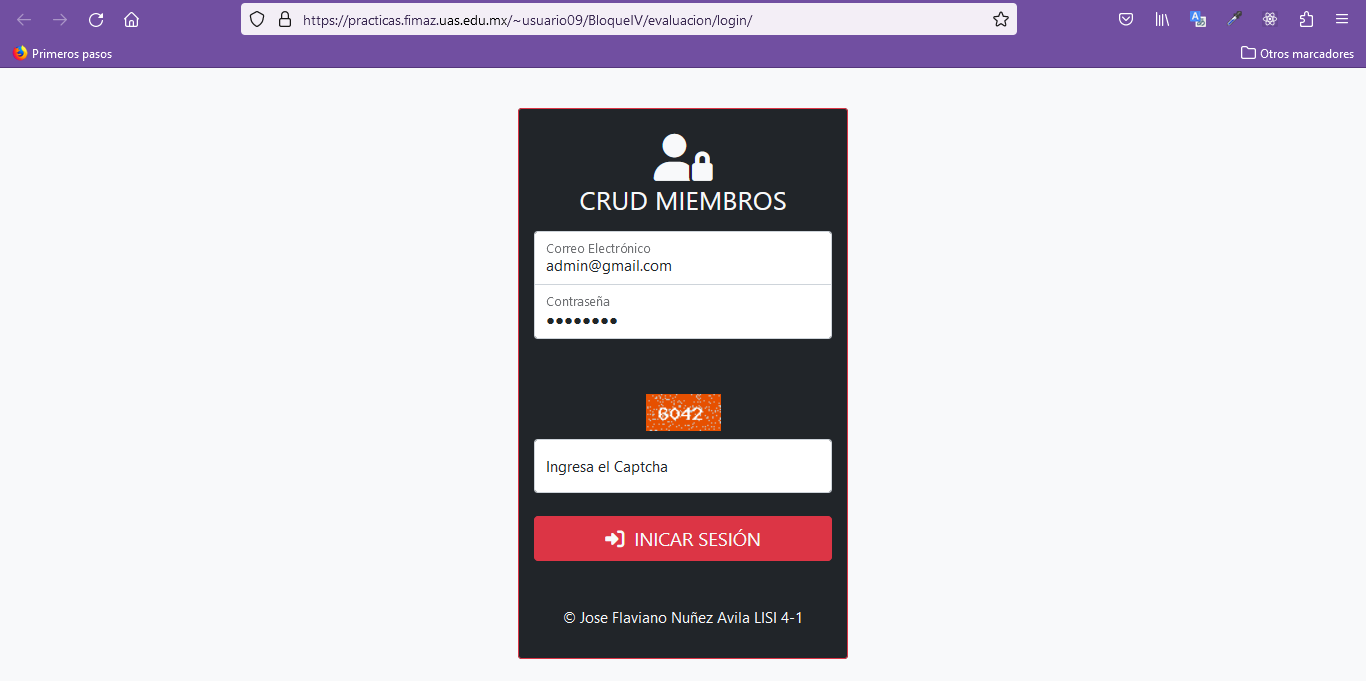 https://practicas.fimaz.uas.edu.mx/~usuario09/BloqueIV/evaluacion/login/
Primeros pasos
Otros marcadores
CRUD MIEMBROS
Correo Electrónico
admin@gmail.com
Contraseña
••••••••
6042
Ingresa el Captcha
INICAR SESIÓN
© Jose Flaviano Nuñez Avila LISI 4-1